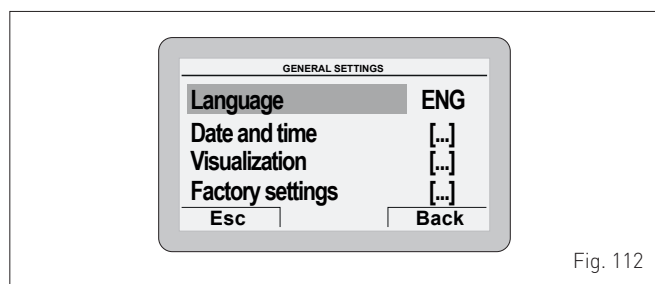 GENERAL SETTINGS
Language ENG
Date and time [...]
Visualization [...]
Factory settings [...]
Esc Back
Fig. 112